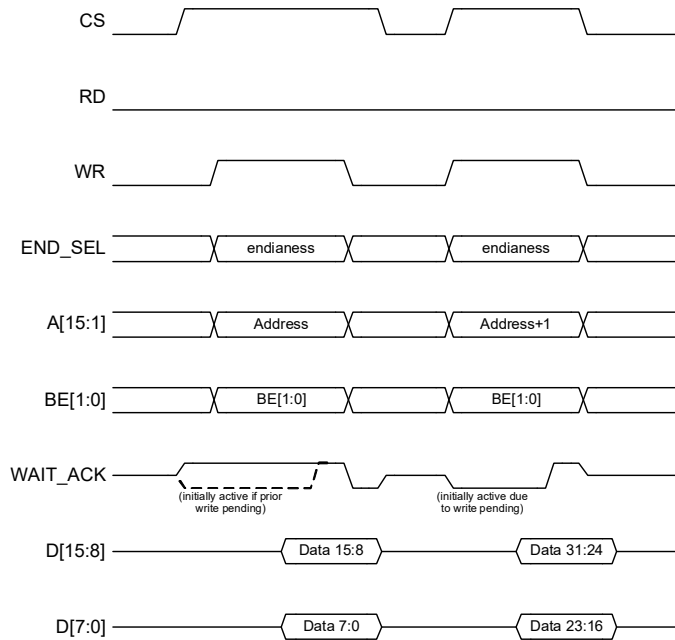 CS
RD
WR
END_SEL
endianess
endianess
A[15:1]
Address
Address+1
BE[1:0]
BE[1:0]
BE[1:0]
WAIT_ACK
(initially active if prior
write pending)
(initially active due
to write pending)
D[15:8]
Data 15:8
Data 31:24
D[7:0]
Data 7:0
Data 23:16